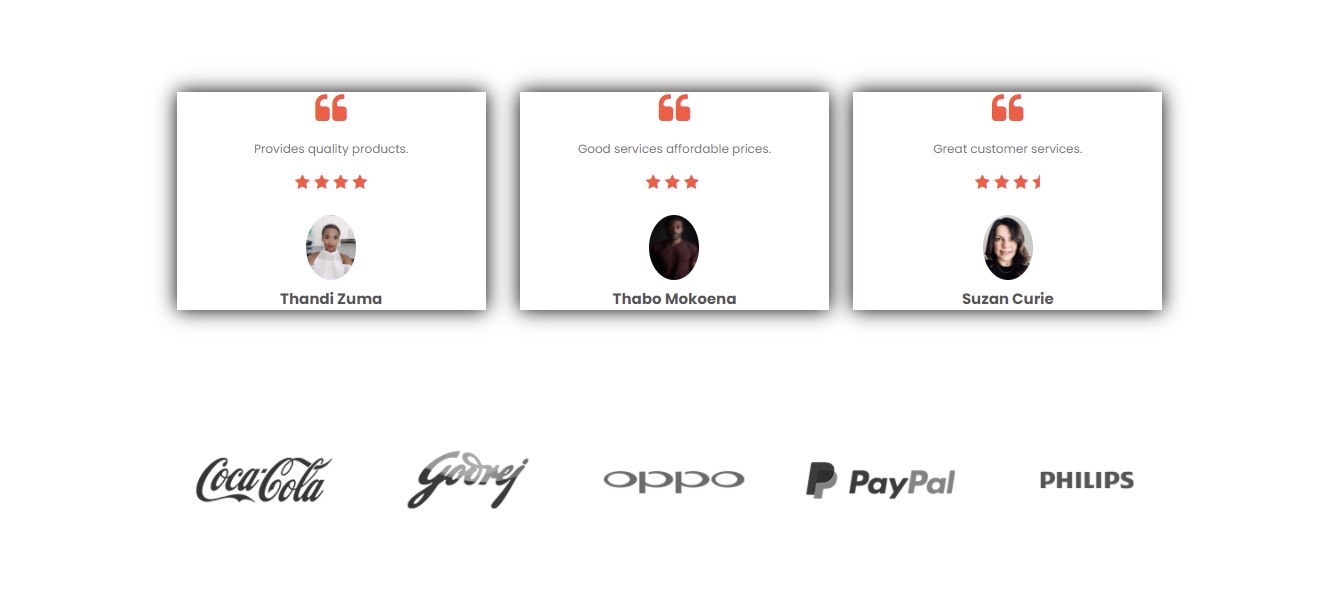 Provides quality products.
Thandi Zuma
Good services affordable prices.
Thabo Mokoena
Great customer services.
Suzan Curie
Coca-Cola
Godrej
oppo
PayPal
PHILIPS